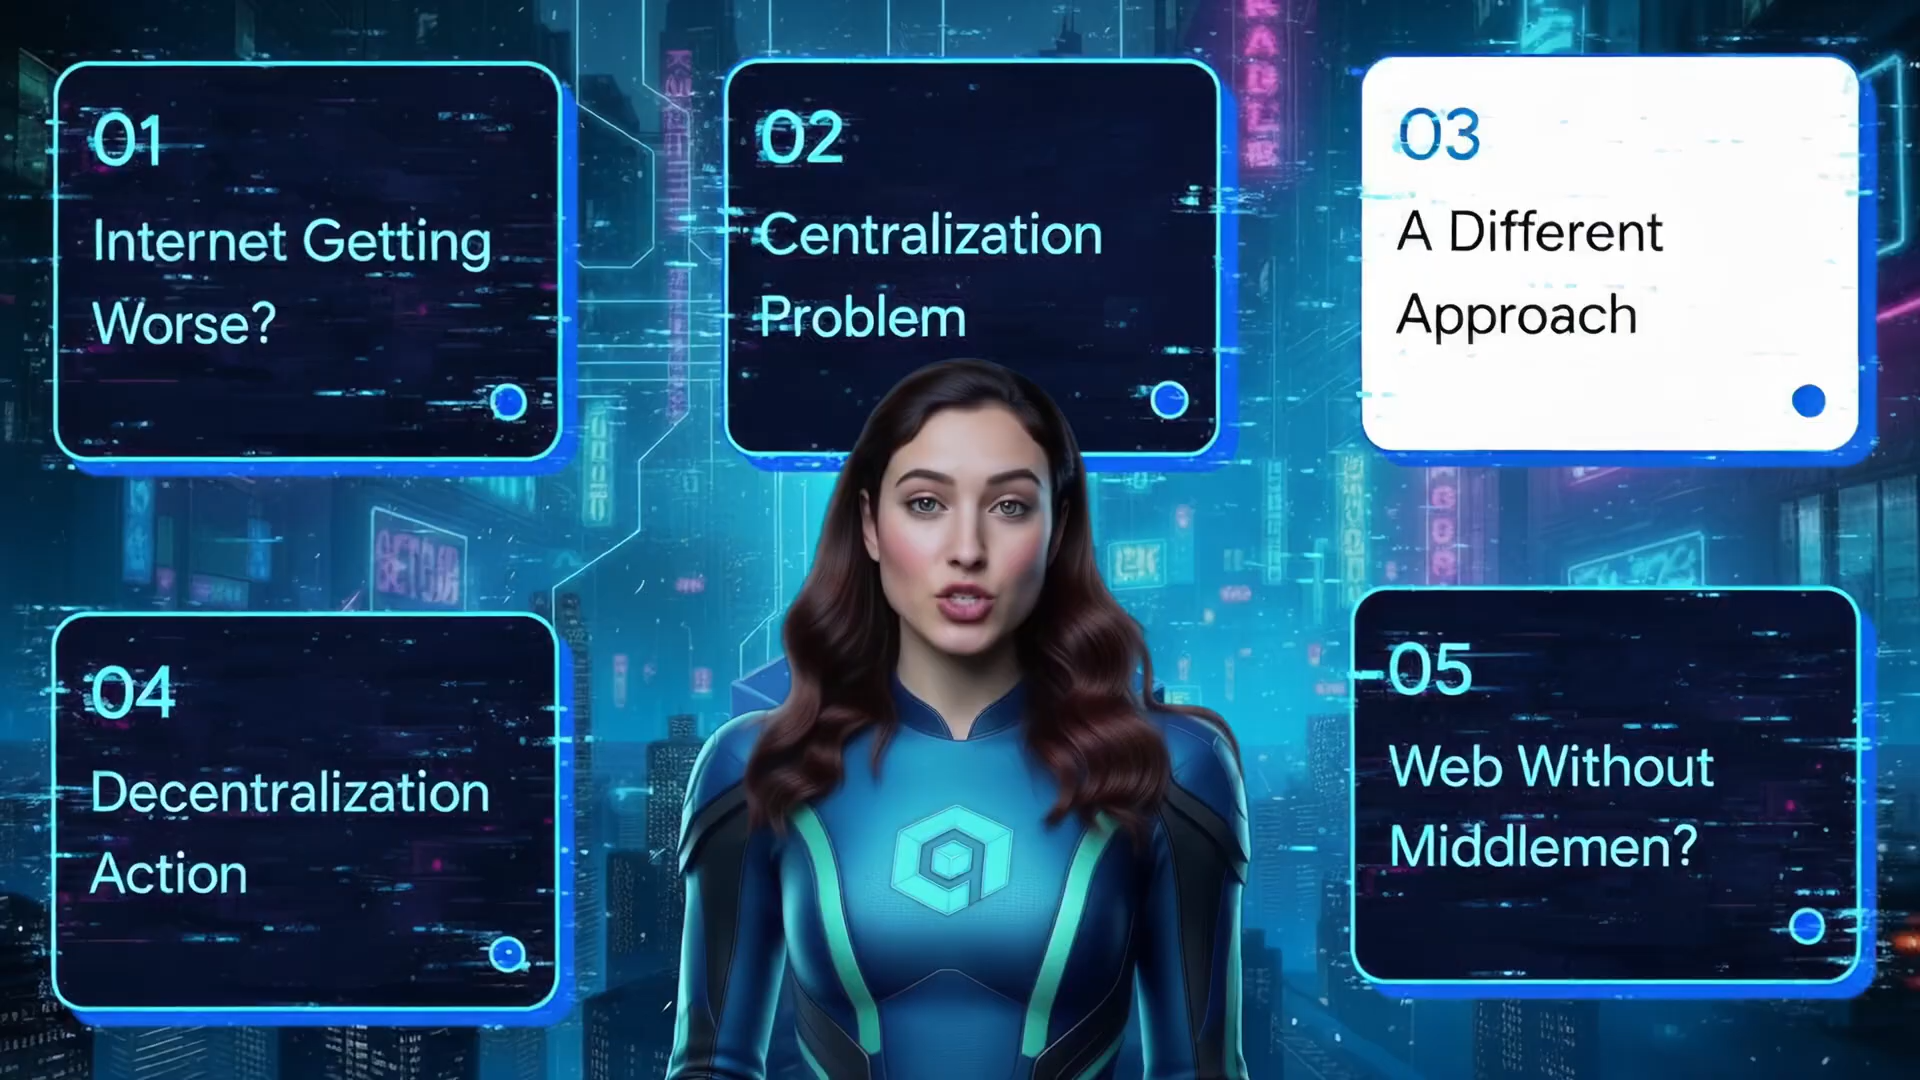 01
Internet Getting
Worse?
02
Centralization
Problem
03
A Different
Approach
04
Decentralization
Action
05
Web Without
Middlemen?